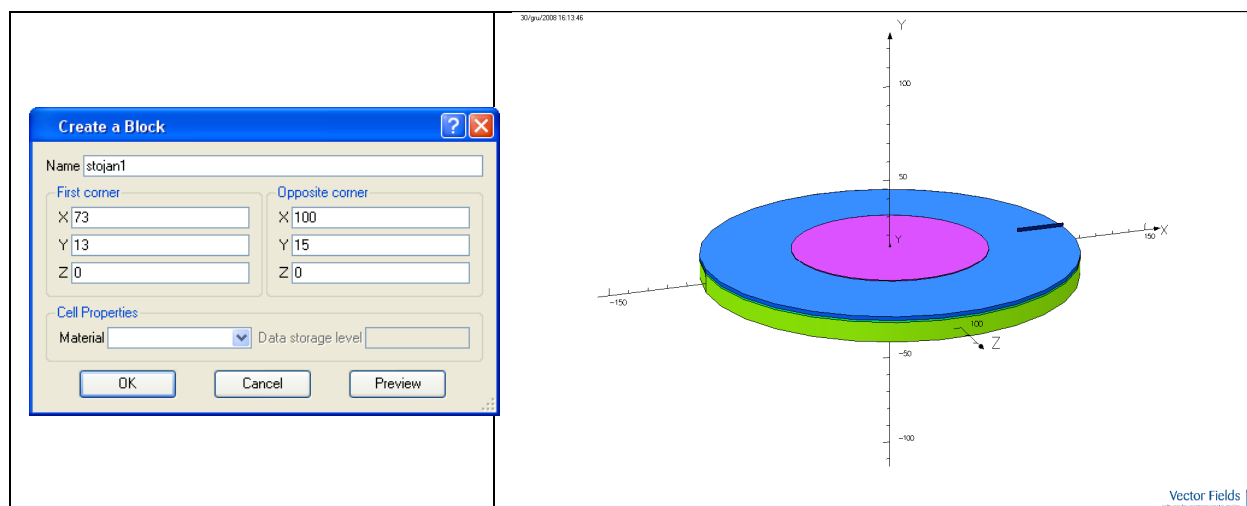 Create a Block
Name stojan1
First corner
X 73
Y 13
Z 0
Opposite corner
X 100
Y 15
Z 0
Cell Properties
Material
Data storage level
OK Cancel Preview
30/gru/2008 16:13:46
Y
100
50
Y
150
X
-150
100
Z
-50
-100
Vector Fields